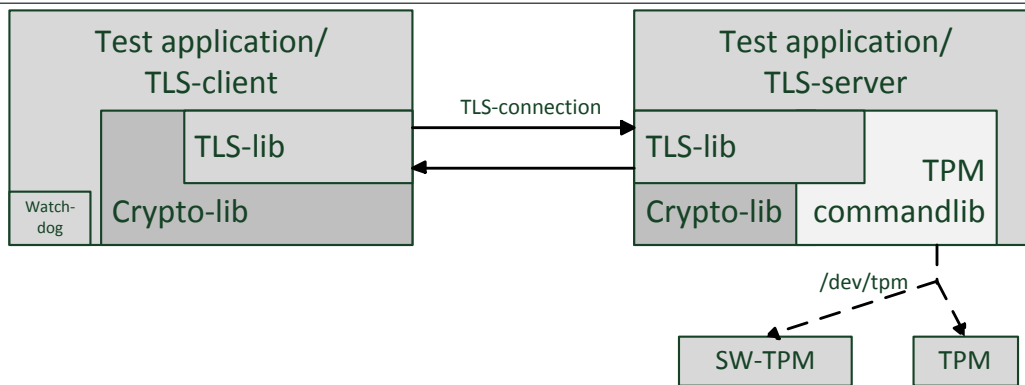 Test application/
TLS-client
TLS-lib
Crypto-lib
Watch-
dog
TLS-connection
Test application/
TLS-server
TLS-lib
Crypto-lib
TPM
commandlib
/dev/tpm
SW-TPM
TPM